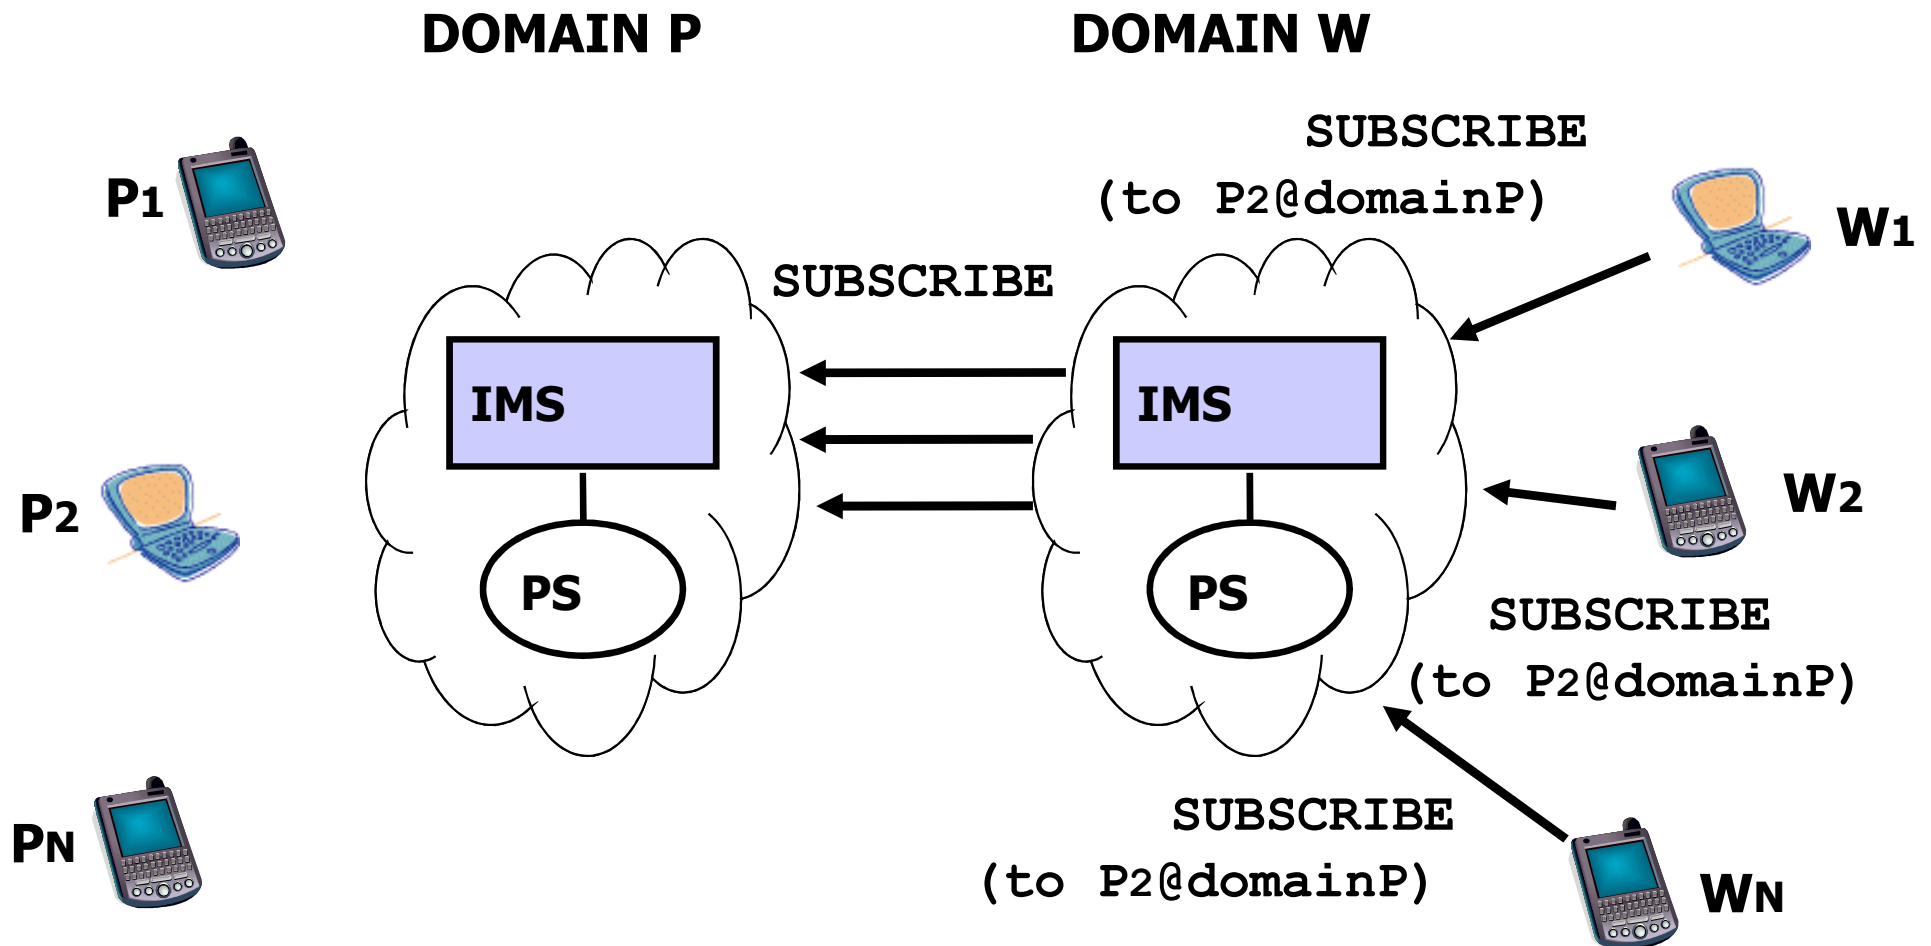 DOMAIN P
DOMAIN W
SUBSCRIBE
(to P2@domainP)
P1
W1
SUBSCRIBE
IMS
IMS
P2
W2
PS
PS
SUBSCRIBE
(to P2@domainP)
SUBSCRIBE
(to P2@domainP)
PN
WN